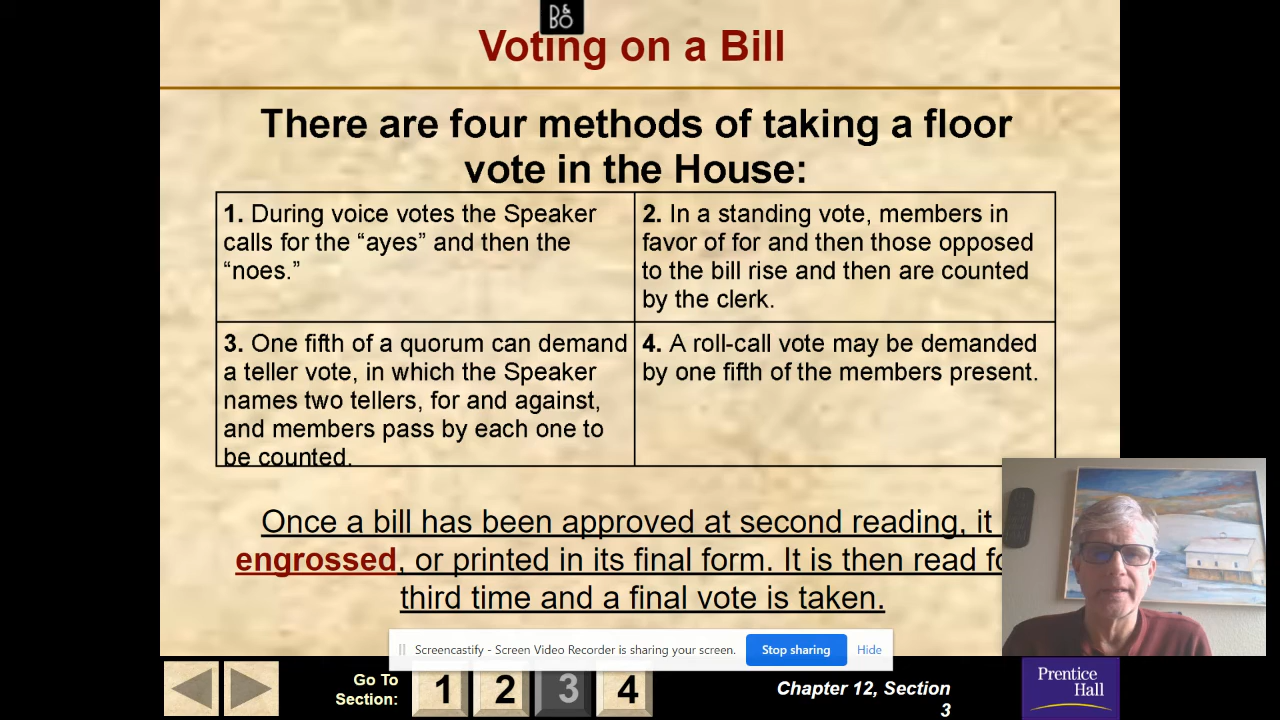 B&
BO
Voting on a Bill
There are four methods of taking a floor
vote in the House:
1. During voice votes the Speaker
calls for the “ayes” and then the
“noes.”
2. In a standing vote, members in
favor of for and then those opposed
to the bill rise and then are counted
by the clerk.
3. One fifth of a quorum can demand
a teller vote, in which the Speaker
names two tellers, for and against,
and members pass by each one to
be counted.
4. A roll-call vote may be demanded
by one fifth of the members present.
Once a bill has been approved at second reading, it
engrossed, or printed in its final form. It is then read
third time and a final vote is taken.
Screencastify - Screen Video Recorder is sharing your screen.
Stop sharing
Hide
Go To
Section:
1 2 3 4
Chapter 12, Section
3
Prentice
Hall